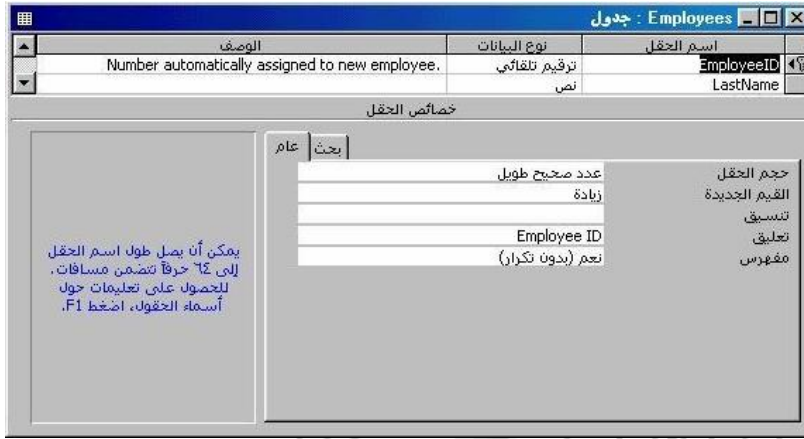 Employees : جدول
اسم الحقل نوع البيانات الوصف
EmployeeID ترقيم تلقائي Number automatically assigned to new employee.
LastName نص
خصائص الحقل
عام بحث
حجم الحقل عدد صحيح طويل
القيم الجديدة زيادة
تنسيق
تعليق Employee ID
مفهرس نعم (بدون تكرار)
يمكن أن يصل طول اسم الحقل
إلى ٦٤ حرفاً تتضمن مسافات.
للحصول على تعليمات حول
أسماء الحقول، اضغط F1.